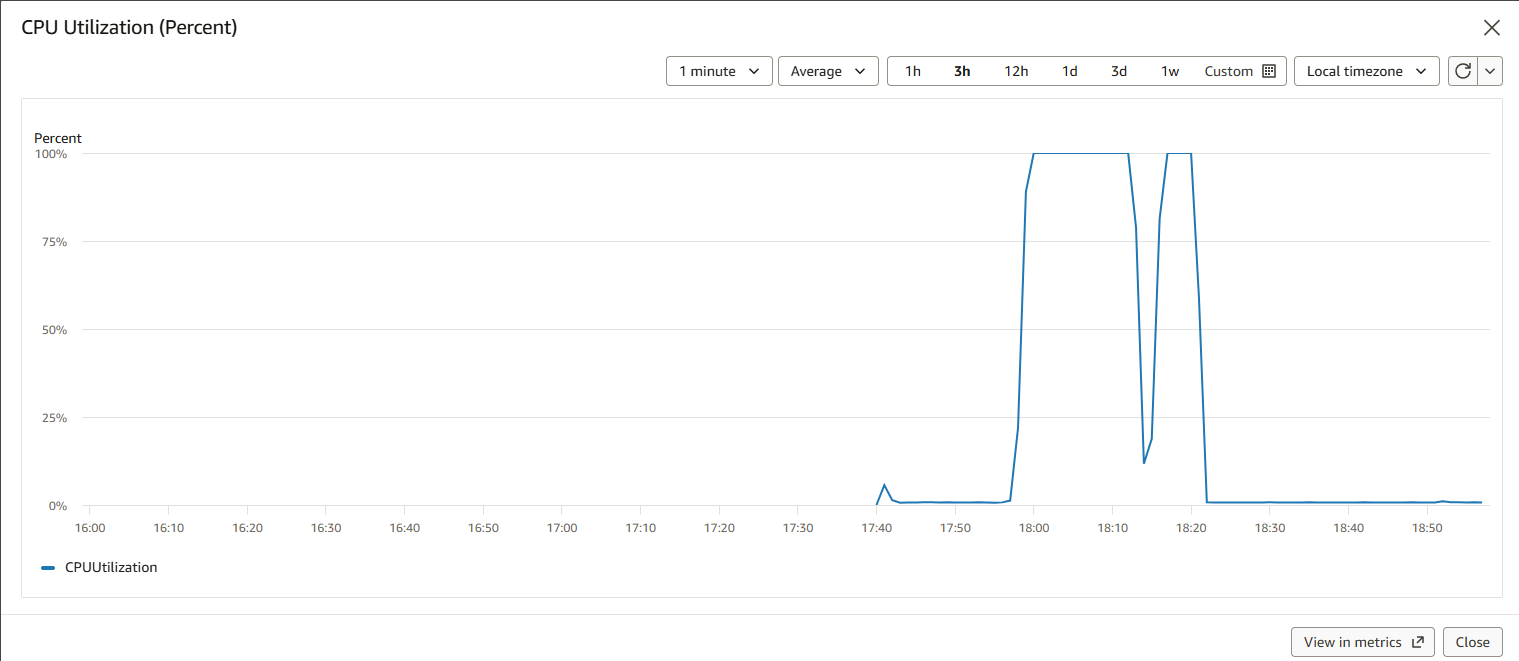 CPU Utilization (Percent)
1 minute Average 1h 3h 12h 1d 3d 1w Custom Local timezone
Percent
100%
75%
50%
25%
0%
16:00 16:10 16:20 16:30 16:40 16:50 17:00 17:10 17:20 17:30 17:40 17:50 18:00 18:10 18:20 18:30 18:40 18:50
CPUUtilization
View in metrics Close